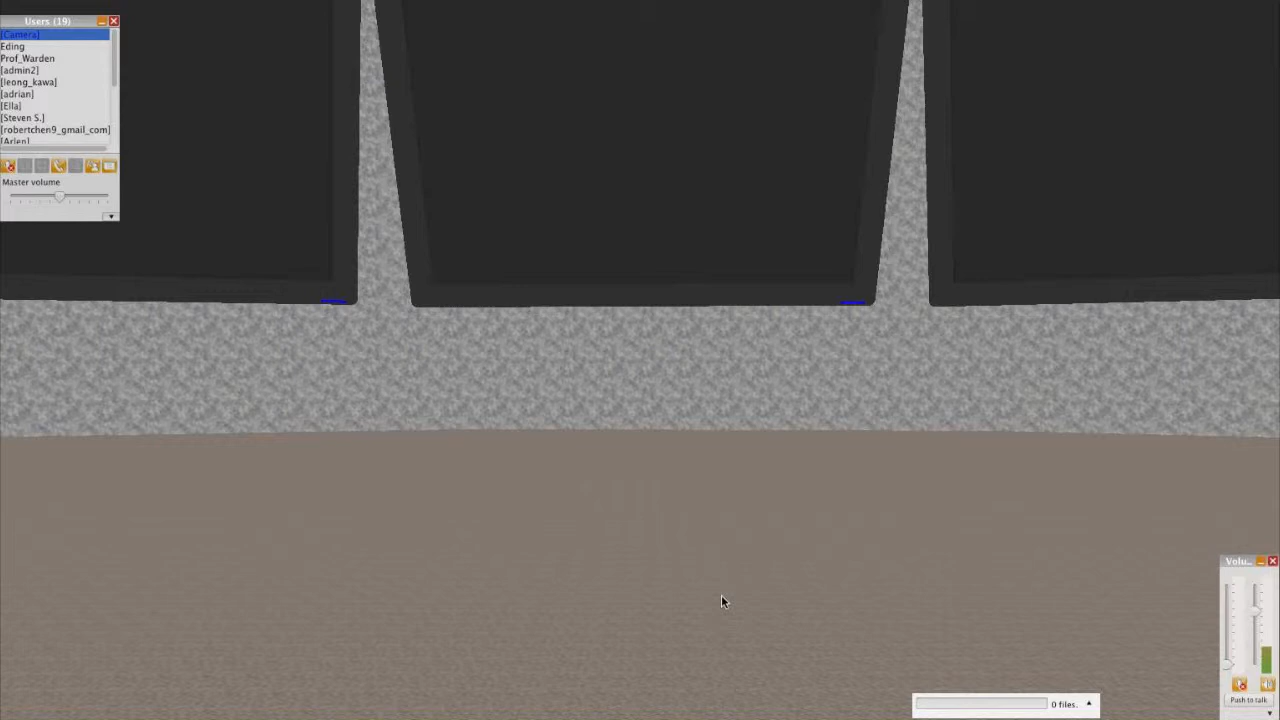 Users (19)
[Camera]
Eding
Prof_Warden
[admin2]
[leong_kawa]
[adrian]
[Ella]
[Steven S.]
[robertchen9_gmail_com]
[Arlen]
Master volume
Volu...
Push to talk
0 files.